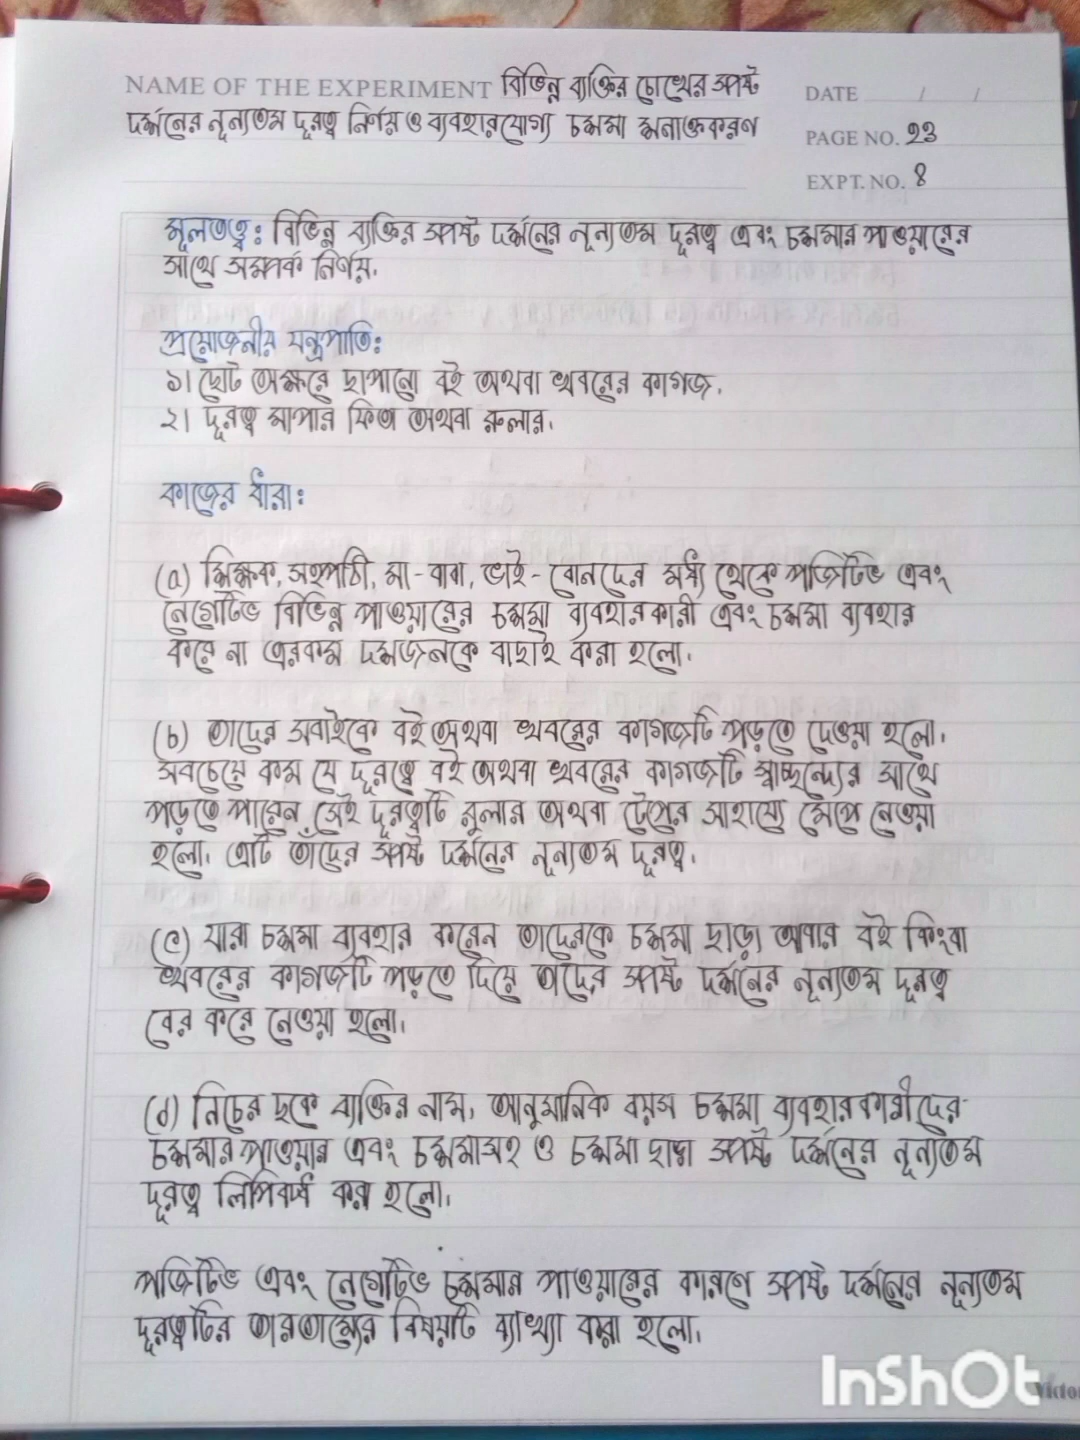 NAME OF THE EXPERIMENT বিভিন্ন ব্যক্তির চোখের স্পষ্ট
দর্শনের নূন্যতম দূরত্ব নির্ণয় ও ব্যবহারযোগ্য চশমা শনাক্তকরণ
DATE / /
PAGE NO. 23
EXPT. NO. 8
মূলতত্ত্ব: বিভিন্ন ব্যক্তির স্পষ্ট দর্শনের নূন্যতম দূরত্ব এবং চশমার পাওয়ারের
সাথে সম্পর্ক নির্ণয়.
প্রয়োজনীয় যন্ত্রপাতি:
১। ছোট অক্ষরে ছাপানো বই অথবা খবরের কাগজ.
২। দূরত্ব মাপার ফিতা অথবা রুলার.
কাজের ধারা:
(a) শিক্ষক, সহপাঠী, মা-বাবা, ভাই-বোনদের মধ্য থেকে পজিটিভ এবং
নেগেটিভ বিভিন্ন পাওয়ারের চশমা ব্যবহারকারী এবং চশমা ব্যবহার
করে না এরকম দশজনকে বাছাই করা হলো.
(b) তাদের সবাইকে বই অথবা খবরের কাগজটি পড়তে দেওয়া হলো.
সবচেয়ে কম যে দূরত্বে বই অথবা খবরের কাগজটি স্বাচ্ছন্দ্যের সাথে
পড়তে পারেন, সেই দূরত্বটি রুলার অথবা টেপের সাহায্যে মেপে নেওয়া
হলো. এটি তাঁদের স্পষ্ট দর্শনের নূন্যতম দূরত্ব.
(c) যারা চশমা ব্যবহার করেন তাদেরকে চশমা ছাড়া আবার বই কিংবা
খবরের কাগজটি পড়তে দিয়ে তাদের স্পষ্ট দর্শনের নূন্যতম দূরত্ব
বের করে নেওয়া হলো.
(d) নিচের ছকে ব্যক্তির নাম, আনুমানিক বয়স চশমা ব্যবহারকারীদের
চশমার পাওয়ার এবং চশমাসহ ও চশমা ছাড়া স্পষ্ট দর্শনের নূন্যতম
দূরত্ব লিপিবদ্ধ করা হলো.
পজিটিভ এবং নেগেটিভ চশমার পাওয়ারের কারণে স্পষ্ট দর্শনের নূন্যতম
দূরত্বটির তারতম্যের বিষয়টি ব্যাখ্যা করা হলো.
InShOt